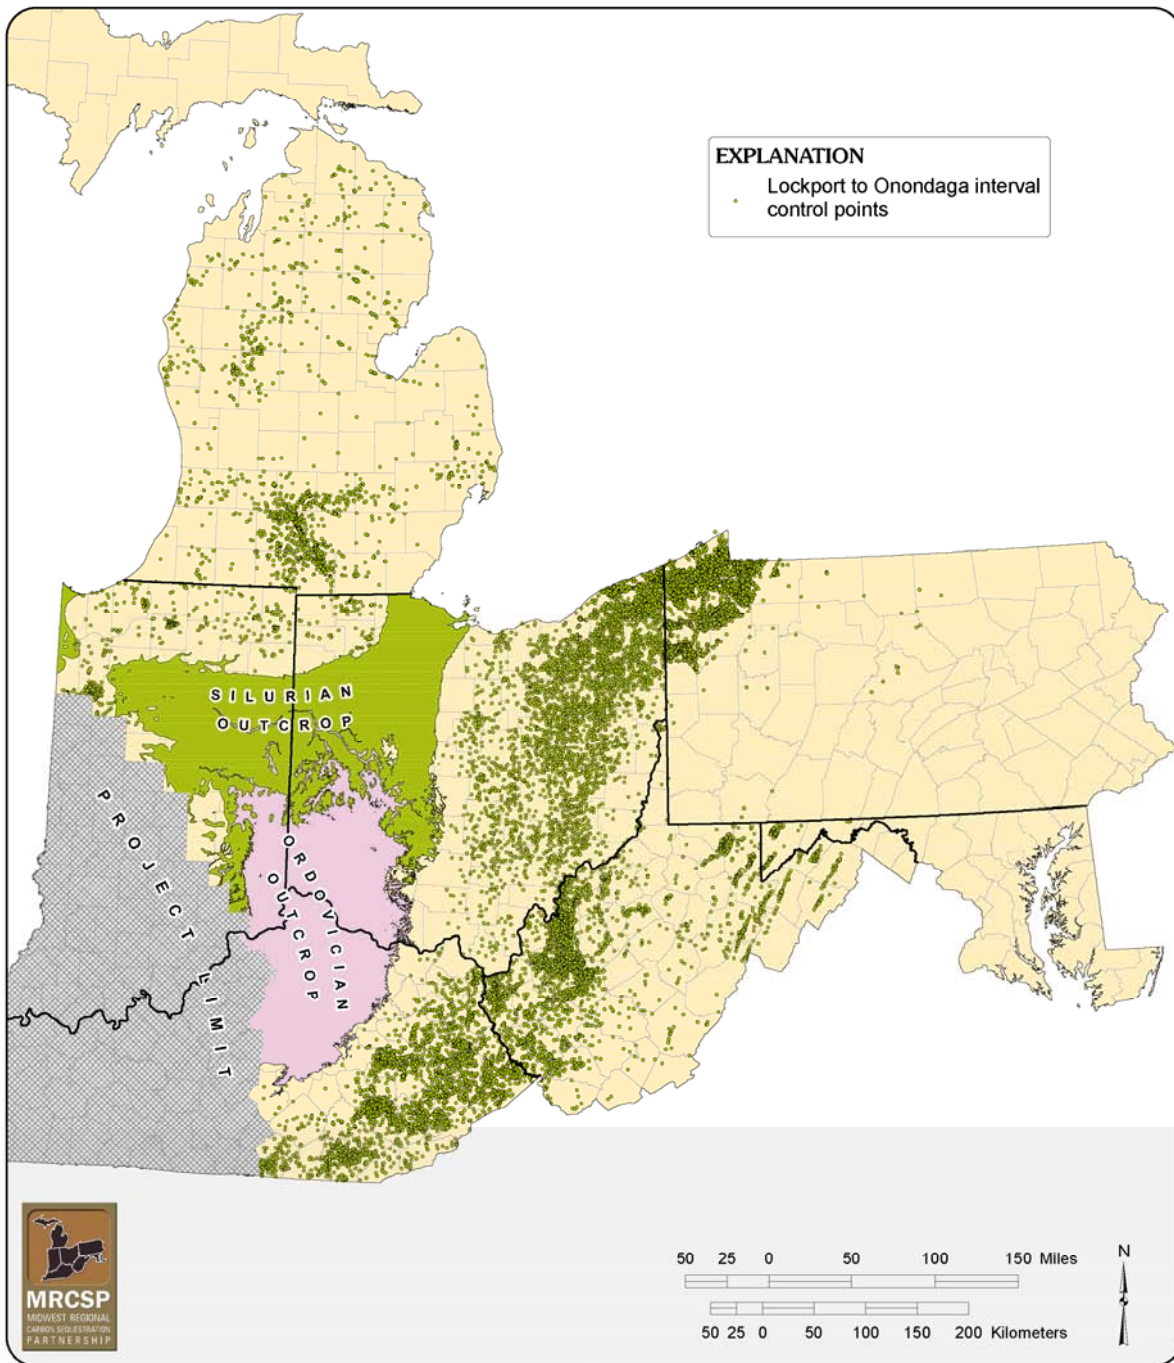 EXPLANATION
Lockport to Onondaga interval
control points
SILURIAN
OUTCROP
PROJECT LIMIT
ORDOVICIAN
OUTCROP
50 25 0 50 100 150 Miles
50 25 0 50 100 150 200 Kilometers
N
MRCSP
MIDWEST REGIONAL
CARBON SEQUESTRATION
PARTNERSHIP